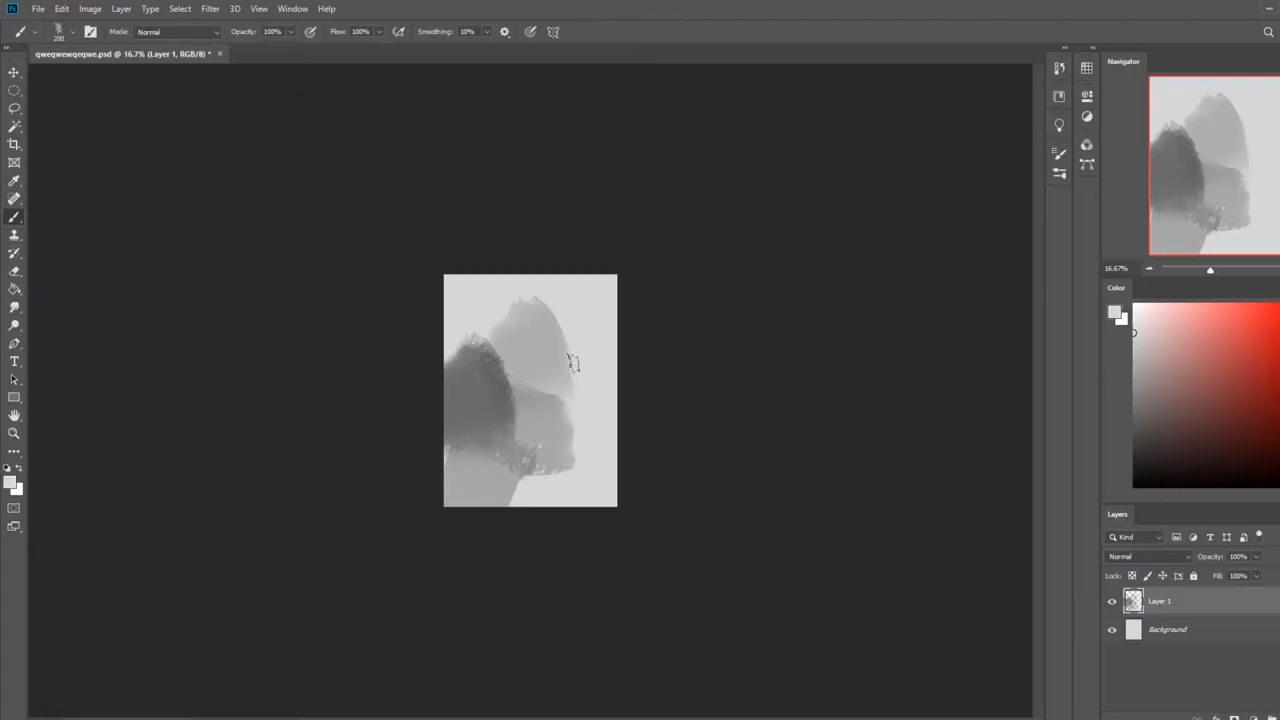 Ps File Edit Image Layer Type Select Filter 3D View Window Help
200 Mode: Normal Opacity: 100% Flow: 100% Smoothing: 10%
qweqwewqeqwe.psd @ 16.7% (Layer 1, RGB/8) * ×
Navigator
16.67%
Color
Layers
Kind
Normal Opacity: 100%
Lock: Fill: 100%
Layer 1
Background